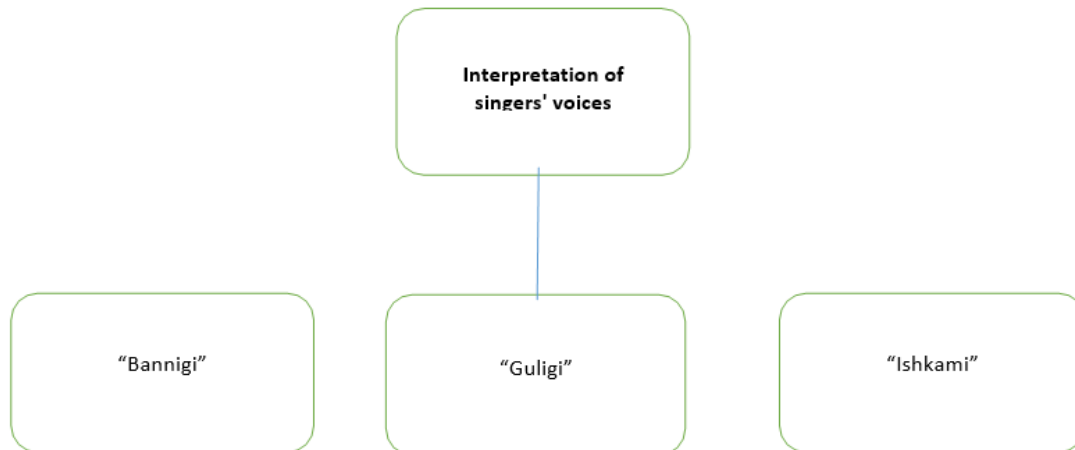 Interpretation of
singers' voices
“Bannigi”
“Guligi”
“Ishkami”